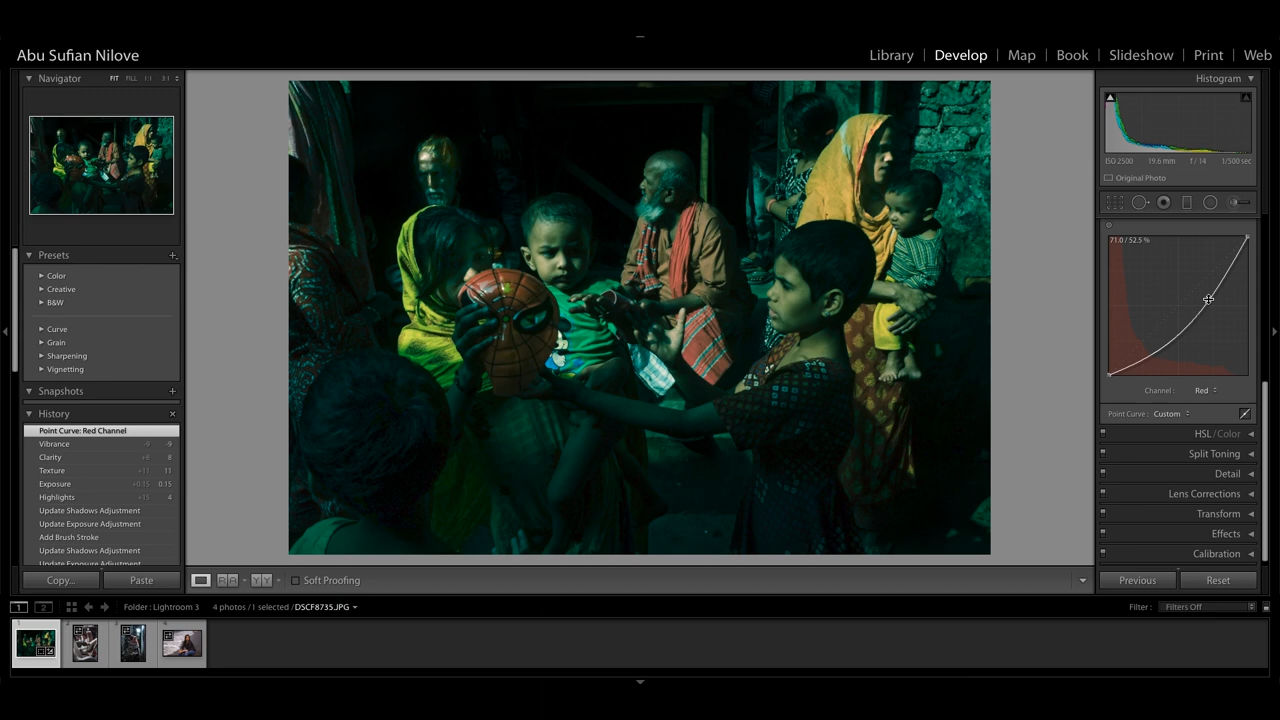 Abu Sufian Nilove
Library | Develop | Map | Book | Slideshow | Print | Web
Navigator FIT FILL 1:1 3:1
Histogram
ISO 2500 19.6 mm f / 14 1/500 sec
Original Photo
71.0 / 52.5 %
Channel : Red
Point Curve : Custom
HSL / Color
Split Toning
Detail
Lens Corrections
Transform
Effects
Calibration
Previous Reset
Presets
Color
Creative
B&W
Curve
Grain
Sharpening
Vignetting
Snapshots
History
Point Curve: Red Channel
Vibrance -9 -9
Clarity +8 8
Texture +11 11
Exposure +0.15 0.15
Highlights +15 4
Update Shadows Adjustment
Update Exposure Adjustment
Add Brush Stroke
Update Shadows Adjustment
Update Exposure Adjustment
Copy... Paste
Soft Proofing
1 2 Folder : Lightroom 3 4 photos / 1 selected / DSCF8735.JPG
Filter : Filters Off